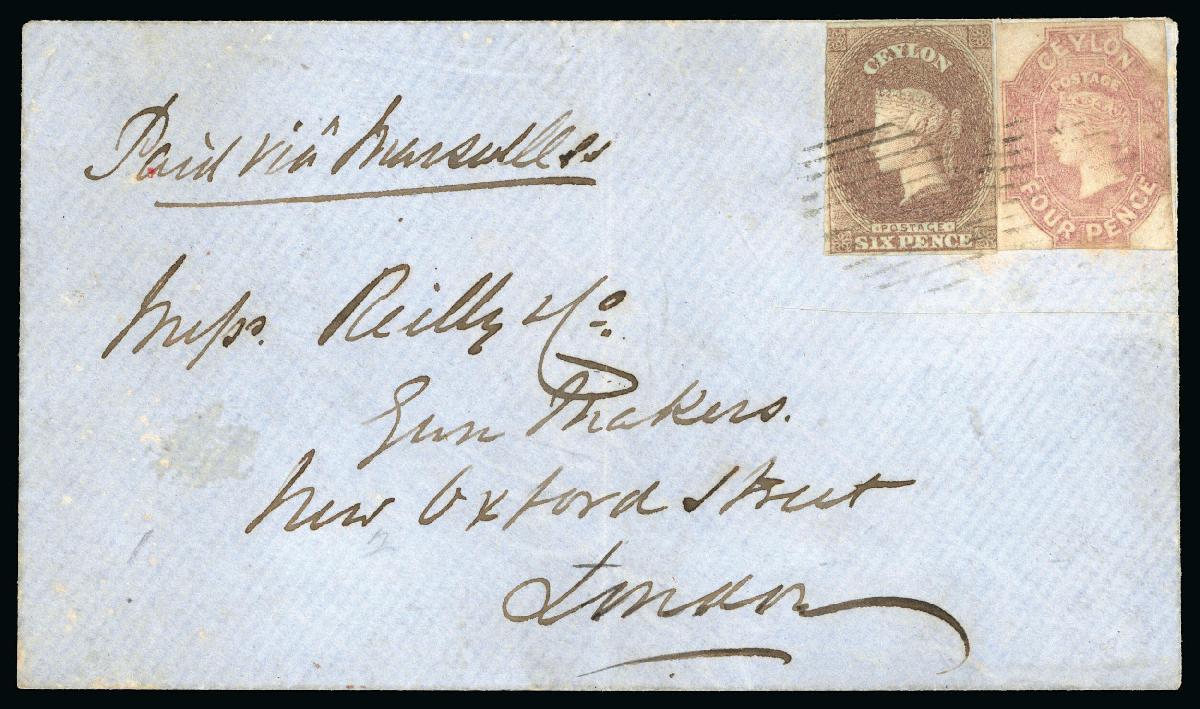 CEYLON
POSTAGE
SIX PENCE
CEYLON
POSTAGE
FOUR PENCE
Paid viâ Marseilles
Messrs. Reilly & Co.
Gun Makers.
New Oxford Street
London